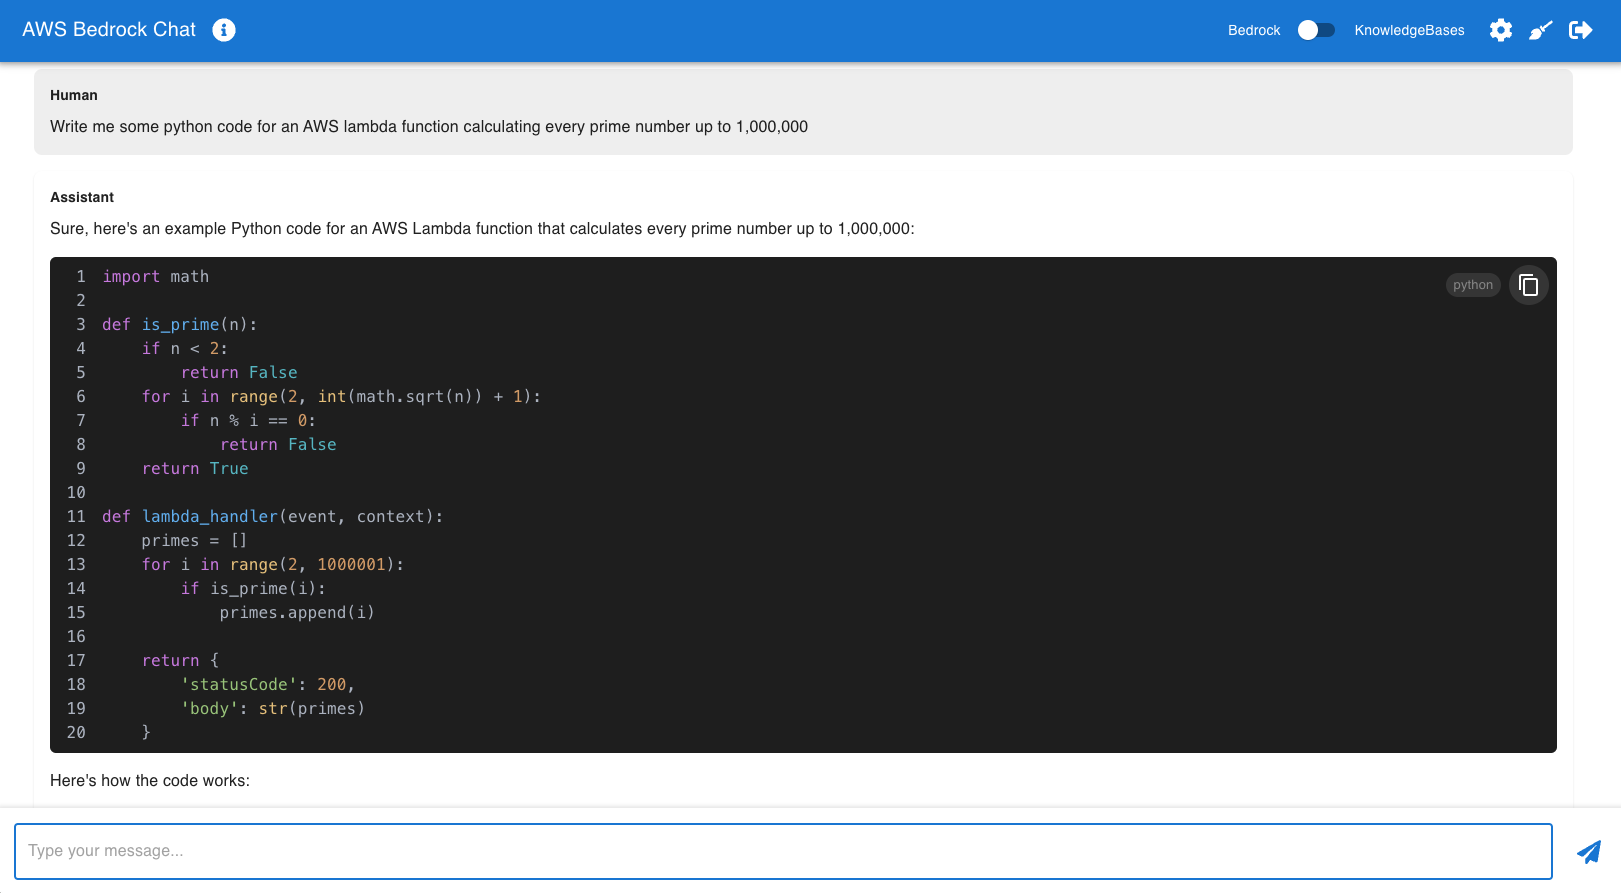 AWS Bedrock Chat
Bedrock KnowledgeBases
Human
Write me some python code for an AWS lambda function calculating every prime number up to 1,000,000
Assistant
Sure, here's an example Python code for an AWS Lambda function that calculates every prime number up to 1,000,000:
python
1 import math
2
3 def is_prime(n):
4     if n < 2:
5         return False
6     for i in range(2, int(math.sqrt(n)) + 1):
7         if n % i == 0:
8             return False
9     return True
10
11 def lambda_handler(event, context):
12     primes = []
13     for i in range(2, 1000001):
14         if is_prime(i):
15             primes.append(i)
16
17     return {
18         'statusCode': 200,
19         'body': str(primes)
20     }
Here's how the code works:
Type your message...